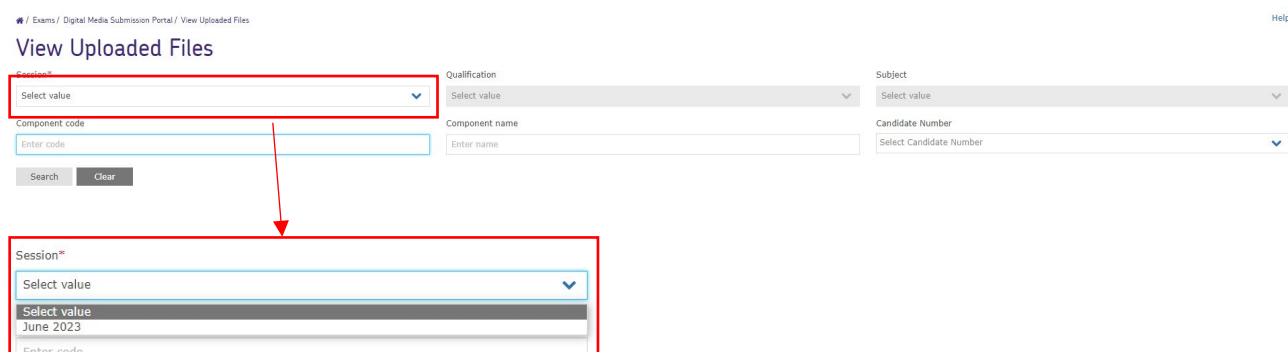 / Exams / Digital Media Submission Portal / View Uploaded Files
Help
View Uploaded Files
Session* Qualification Subject
Select value Select value Select value
Component code Component name Candidate Number
Enter code Enter name Select Candidate Number
Search Clear
Session*
Select value
Select value
June 2023
Enter code